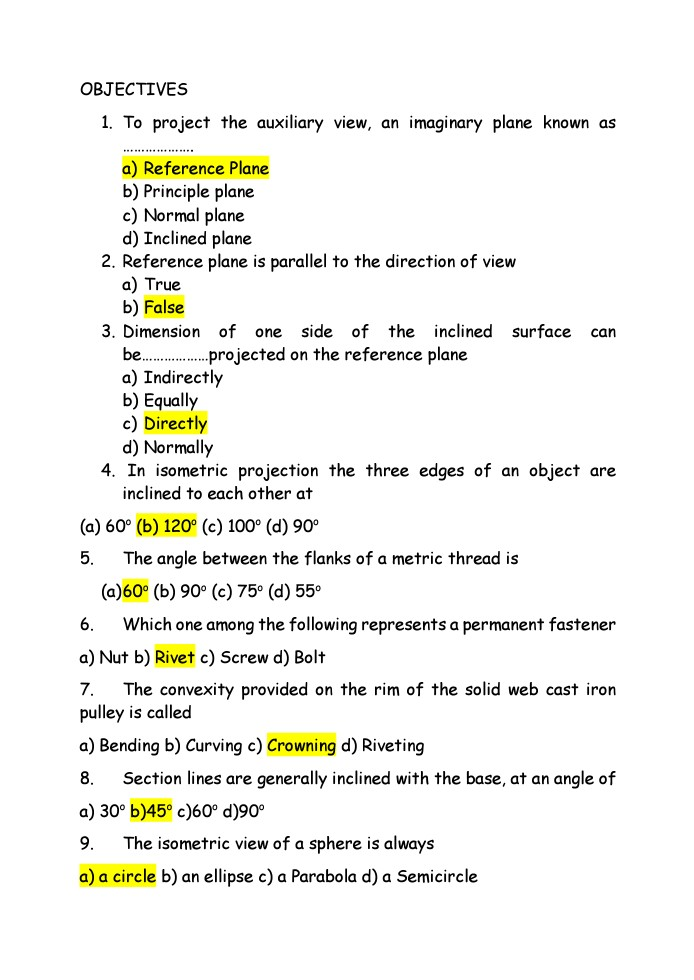 OBJECTIVES
1. To project the auxiliary view, an imaginary plane known as
………………..
a) Reference Plane
b) Principle plane
c) Normal plane
d) Inclined plane
2. Reference plane is parallel to the direction of view
a) True
b) False
3. Dimension of one side of the inclined surface can
be………………projected on the reference plane
a) Indirectly
b) Equally
c) Directly
d) Normally
4. In isometric projection the three edges of an object are
inclined to each other at
(a) 60° (b) 120° (c) 100° (d) 90°
5. The angle between the flanks of a metric thread is
(a)60° (b) 90° (c) 75° (d) 55°
6. Which one among the following represents a permanent fastener
a) Nut b) Rivet c) Screw d) Bolt
7. The convexity provided on the rim of the solid web cast iron
pulley is called
a) Bending b) Curving c) Crowning d) Riveting
8. Section lines are generally inclined with the base, at an angle of
a) 30° b)45° c)60° d)90°
9. The isometric view of a sphere is always
a) a circle b) an ellipse c) a Parabola d) a Semicircle